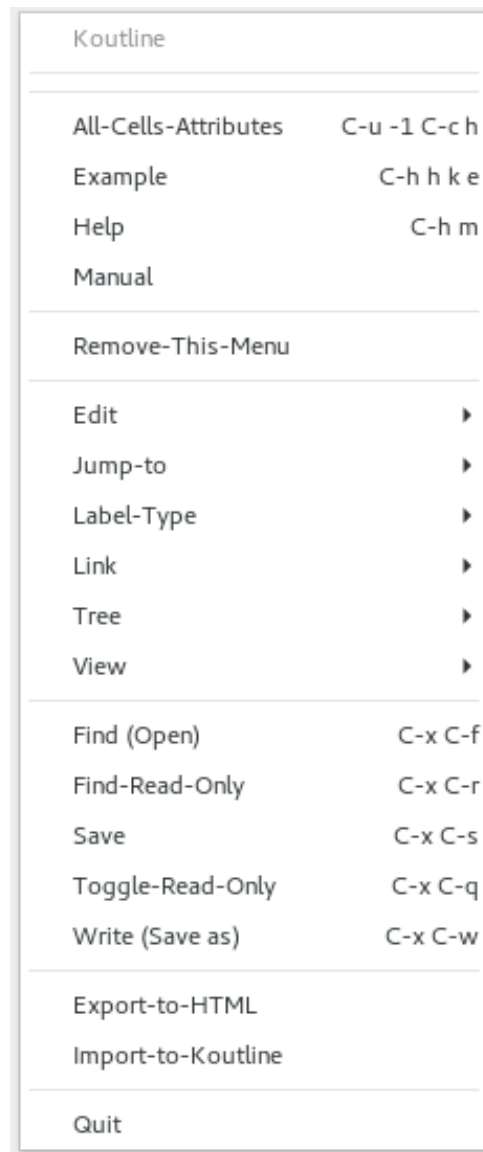 Koutline
All-Cells-Attributes C-u -1 C-c h
Example C-h h k e
Help C-h m
Manual
Remove-This-Menu
Edit
Jump-to
Label-Type
Link
Tree
View
Find (Open) C-x C-f
Find-Read-Only C-x C-r
Save C-x C-s
Toggle-Read-Only C-x C-q
Write (Save as) C-x C-w
Export-to-HTML
Import-to-Koutline
Quit